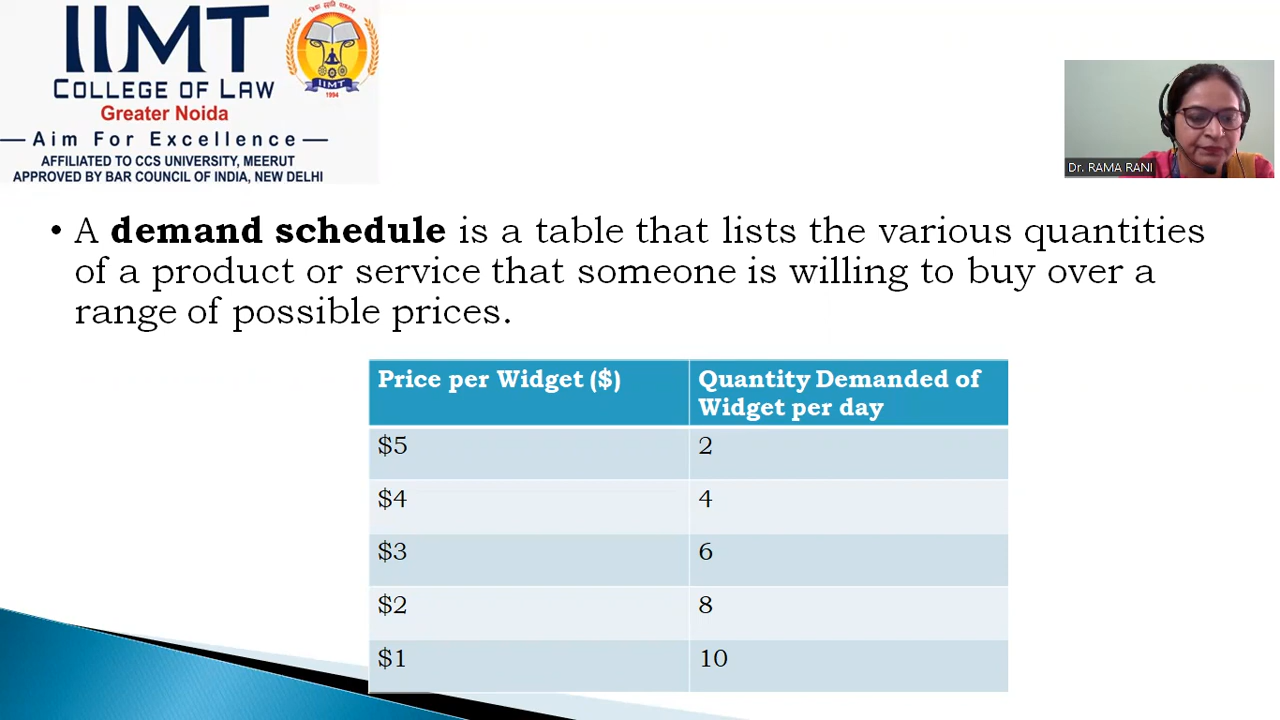 IIMT
COLLEGE OF LAW
Greater Noida
Aim For Excellence
AFFILIATED TO CCS UNIVERSITY, MEERUT
APPROVED BY BAR COUNCIL OF INDIA, NEW DELHI
IIMT
1994
Dr. RAMA RANI
• A demand schedule is a table that lists the various quantities
of a product or service that someone is willing to buy over a
range of possible prices.
Price per Widget ($) Quantity Demanded of
Widget per day
$5 2
$4 4
$3 6
$2 8
$1 10